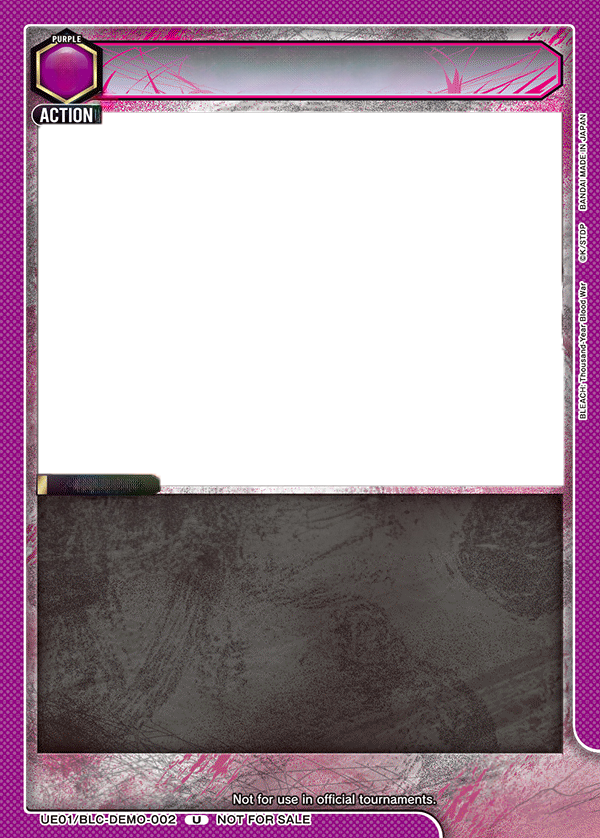 PURPLE
ACTION
BANDAI MADE IN JAPAN
©K/STDP
BLEACH: Thousand-Year Blood War
Not for use in official tournaments.
UE01/BLC-DEMO-002 U NOT FOR SALE